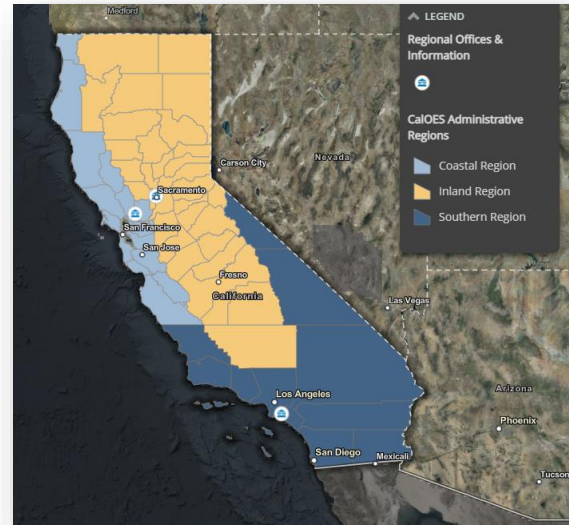 Medford
LEGEND
Regional Offices &
Information
CalOES Administrative
Regions
Coastal Region
Inland Region
Southern Region
Carson City
Nevada
Sacramento
San Francisco
San Jose
Fresno
California
Las Vegas
Los Angeles
Arizona
Phoenix
San Diego
Mexicali
Tucson